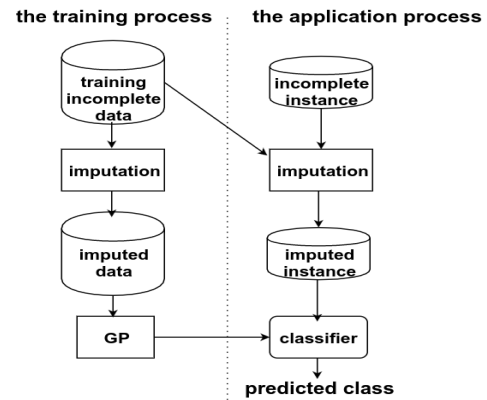 the training process
training
incomplete
data
imputation
imputed
data
GP
the application process
incomplete
instance
imputation
imputed
instance
classifier
predicted class